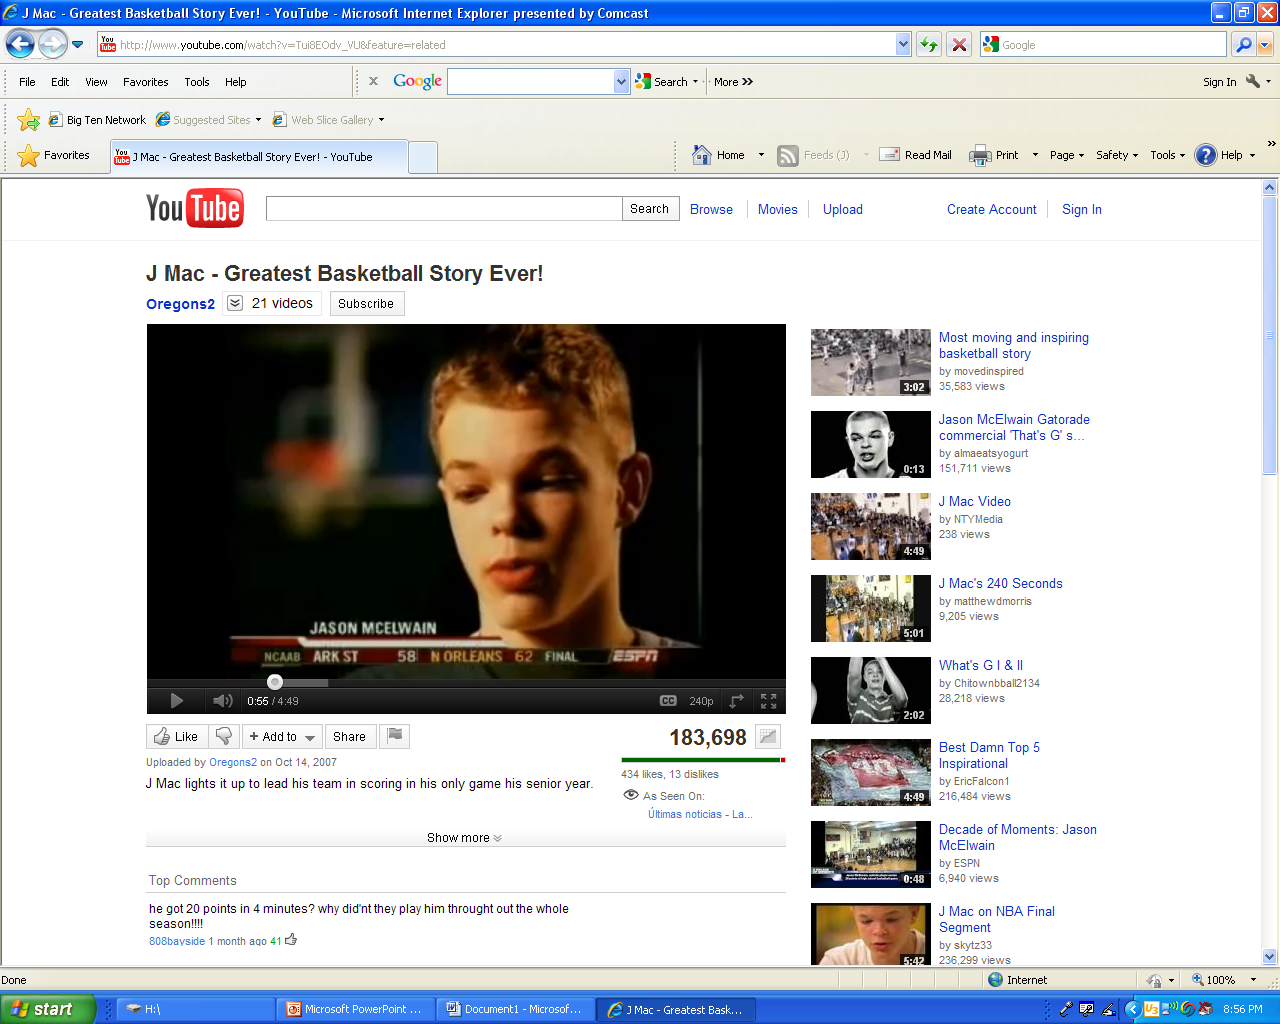 J Mac - Greatest Basketball Story Ever! - YouTube - Microsoft Internet Explorer presented by Comcast
You Tube http://www.youtube.com/watch?v=Tui8EOdv_VU&feature=related
Google
File Edit View Favorites Tools Help
x Google Search More »
Sign In
Big Ten Network Suggested Sites Web Slice Gallery
Favorites J Mac - Greatest Basketball Story Ever! - YouTube
Home Feeds (J) Read Mail Print Page Safety Tools Help »
YouTube Search Browse Movies Upload Create Account Sign In
J Mac - Greatest Basketball Story Ever!
Oregons2 21 videos Subscribe
JASON MCELWAIN
NCAAB ARK ST 58 N ORLEANS 62 FINAL ESPN
0:55 / 4:49 CC 240p
Like + Add to Share 183,698
Uploaded by Oregons2 on Oct 14, 2007
434 likes, 13 dislikes
J Mac lights it up to lead his team in scoring in his only game his senior year.
As Seen On:
Últimas noticias - La...
Show more
Top Comments
he got 20 points in 4 minutes? why did'nt they play him throught out the whole
season!!!!
808bayside 1 month ago 41
3:02
Most moving and inspiring
basketball story
by movedinspired
35,583 views
0:13
Jason McElwain Gatorade
commercial 'That's G' s...
by almaeatsyogurt
151,711 views
4:49
J Mac Video
by NTYMedia
238 views
5:01
J Mac's 240 Seconds
by matthewdmorris
9,205 views
2:02
What's G I & II
by Chitownbball2134
28,218 views
4:49
Best Damn Top 5
Inspirational
by EricFalcon1
216,484 views
0:48
Decade of Moments: Jason
McElwain
by ESPN
6,940 views
5:42
J Mac on NBA Final
Segment
by skytz33
236,299 views
Done Internet 100%
start H:\ Microsoft PowerPoint ... Document1 - Microsof... J Mac - Greatest Bask... 8:56 PM